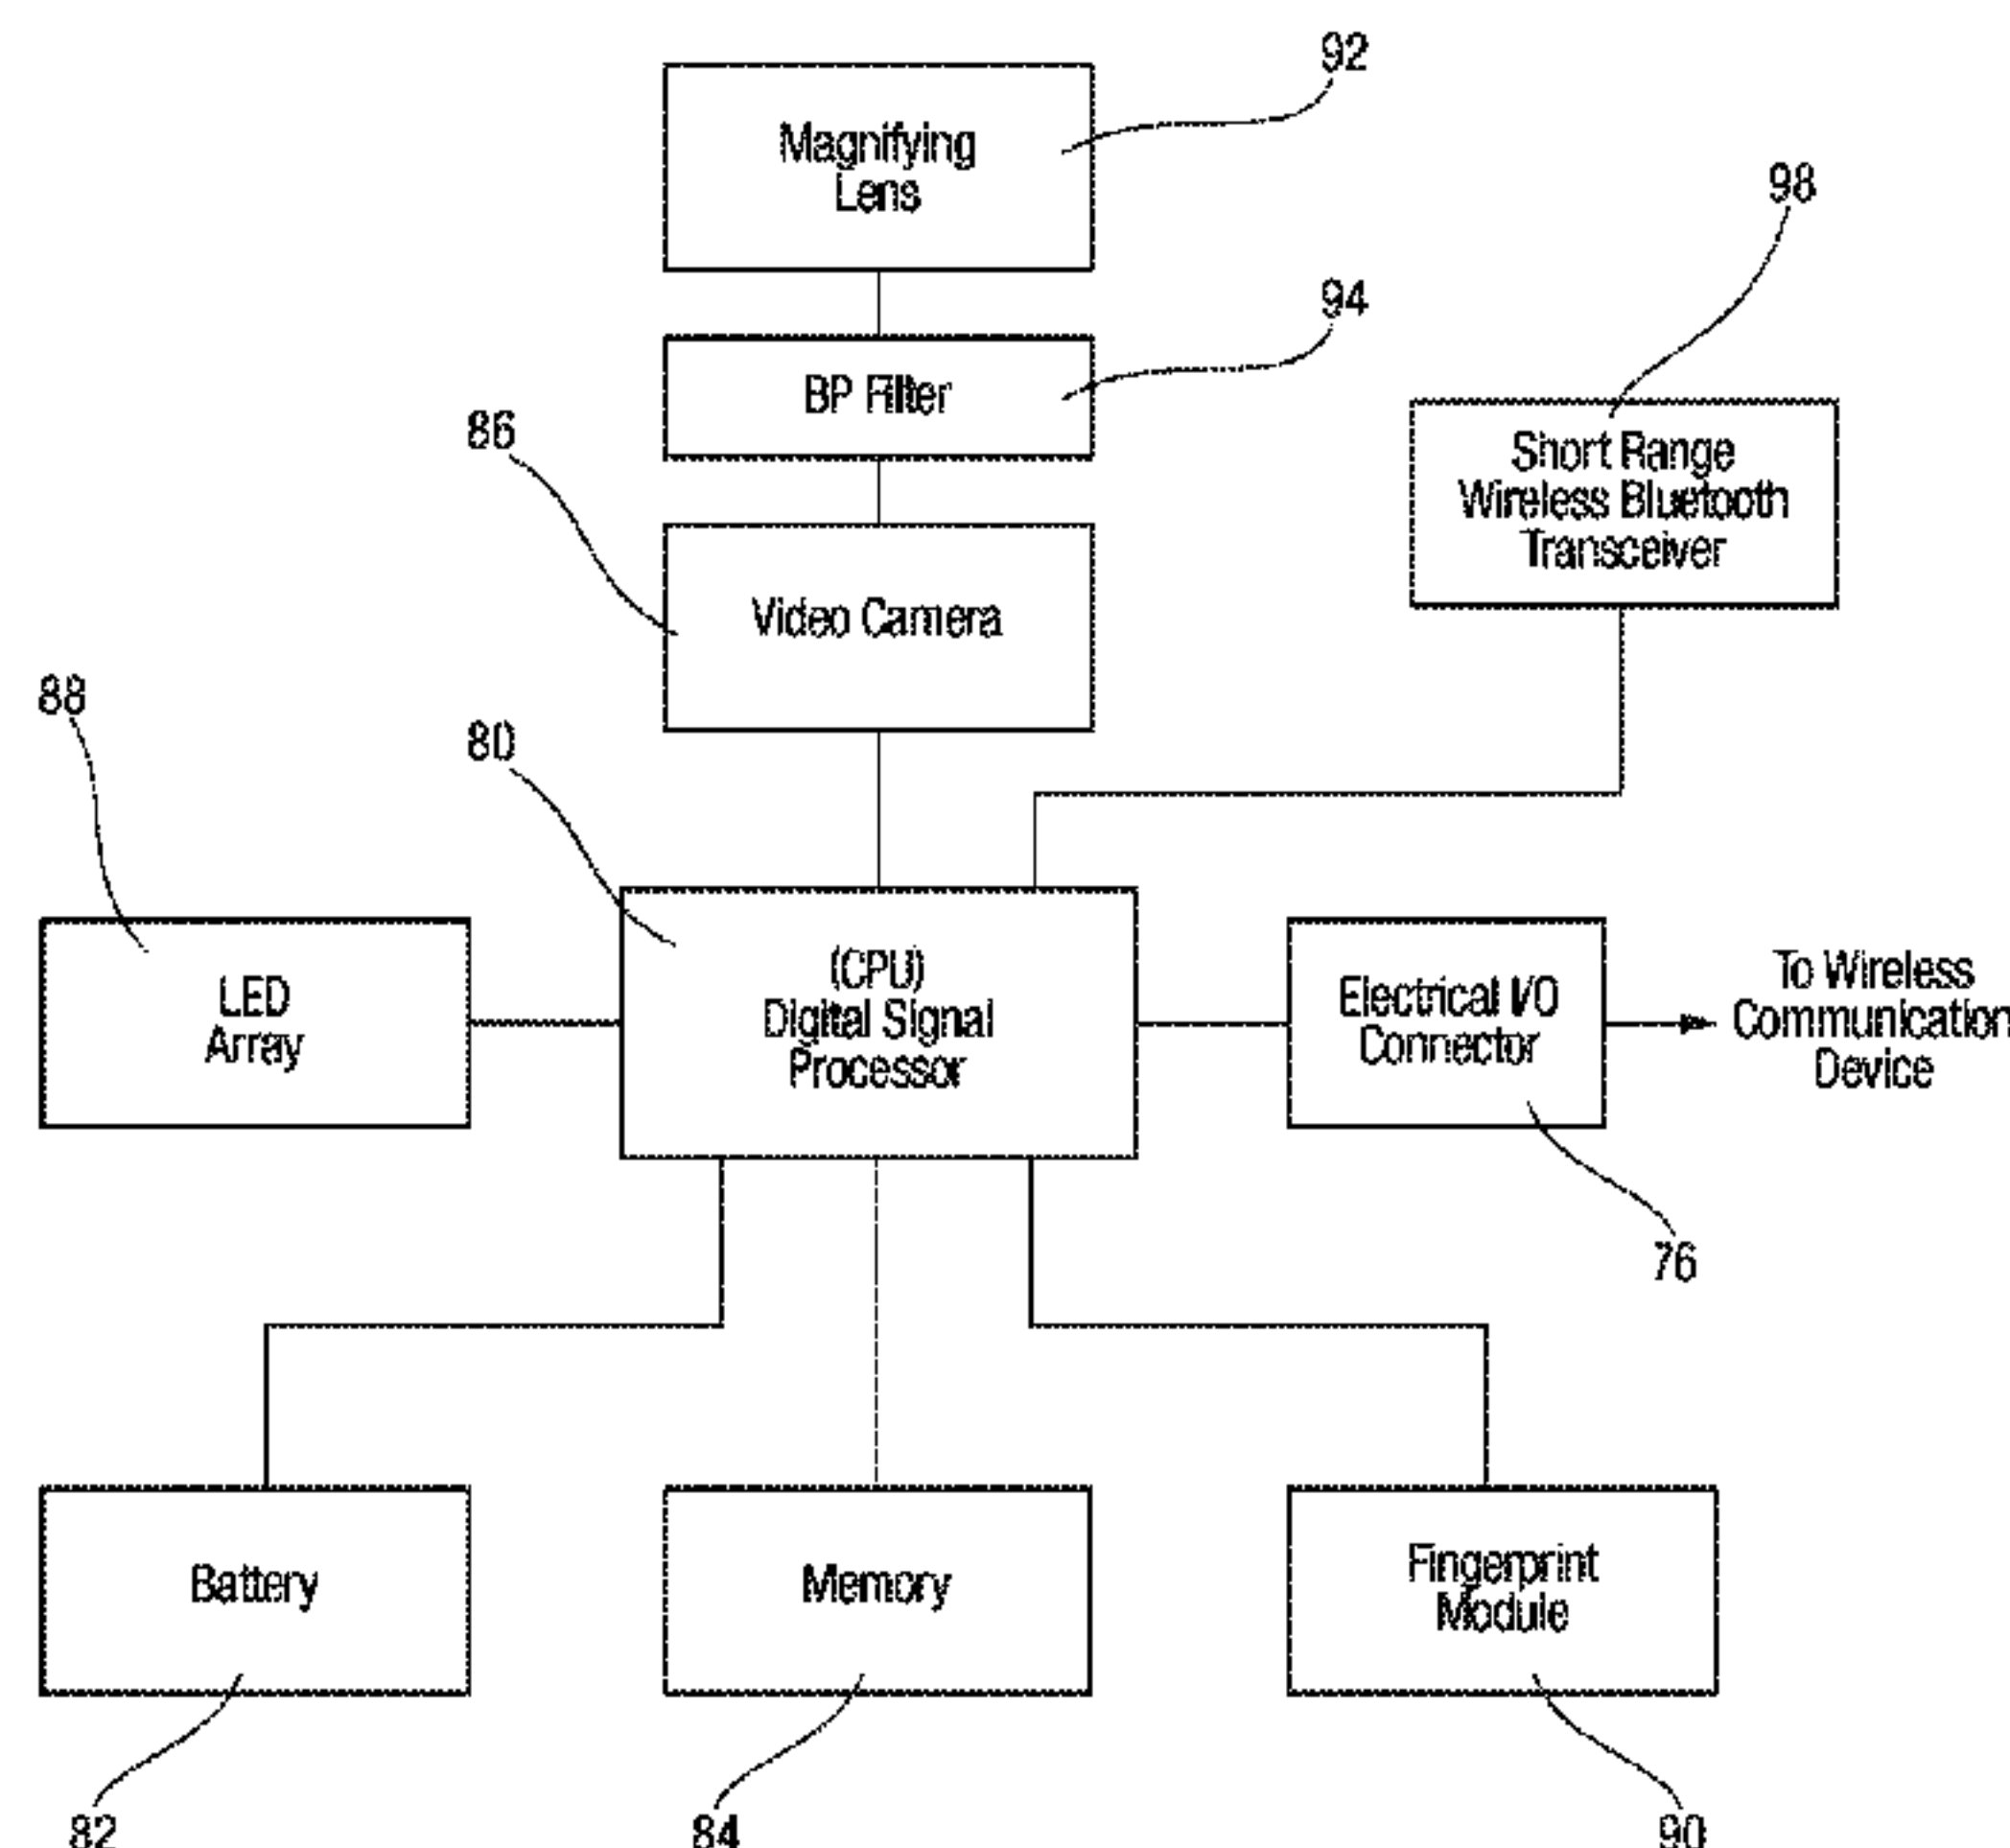 92
Magnifying
Lens
98
94
BP Filter
86
Short Range
Wireless Bluetooth
Transceiver
Video Camera
88
80
(CPU)
Digital Signal
Processor
LED
Array
Electrical I/O
Connector
To Wireless
Communication
Device
76
Battery
Memory
Fingerprint
Module
82
84
90